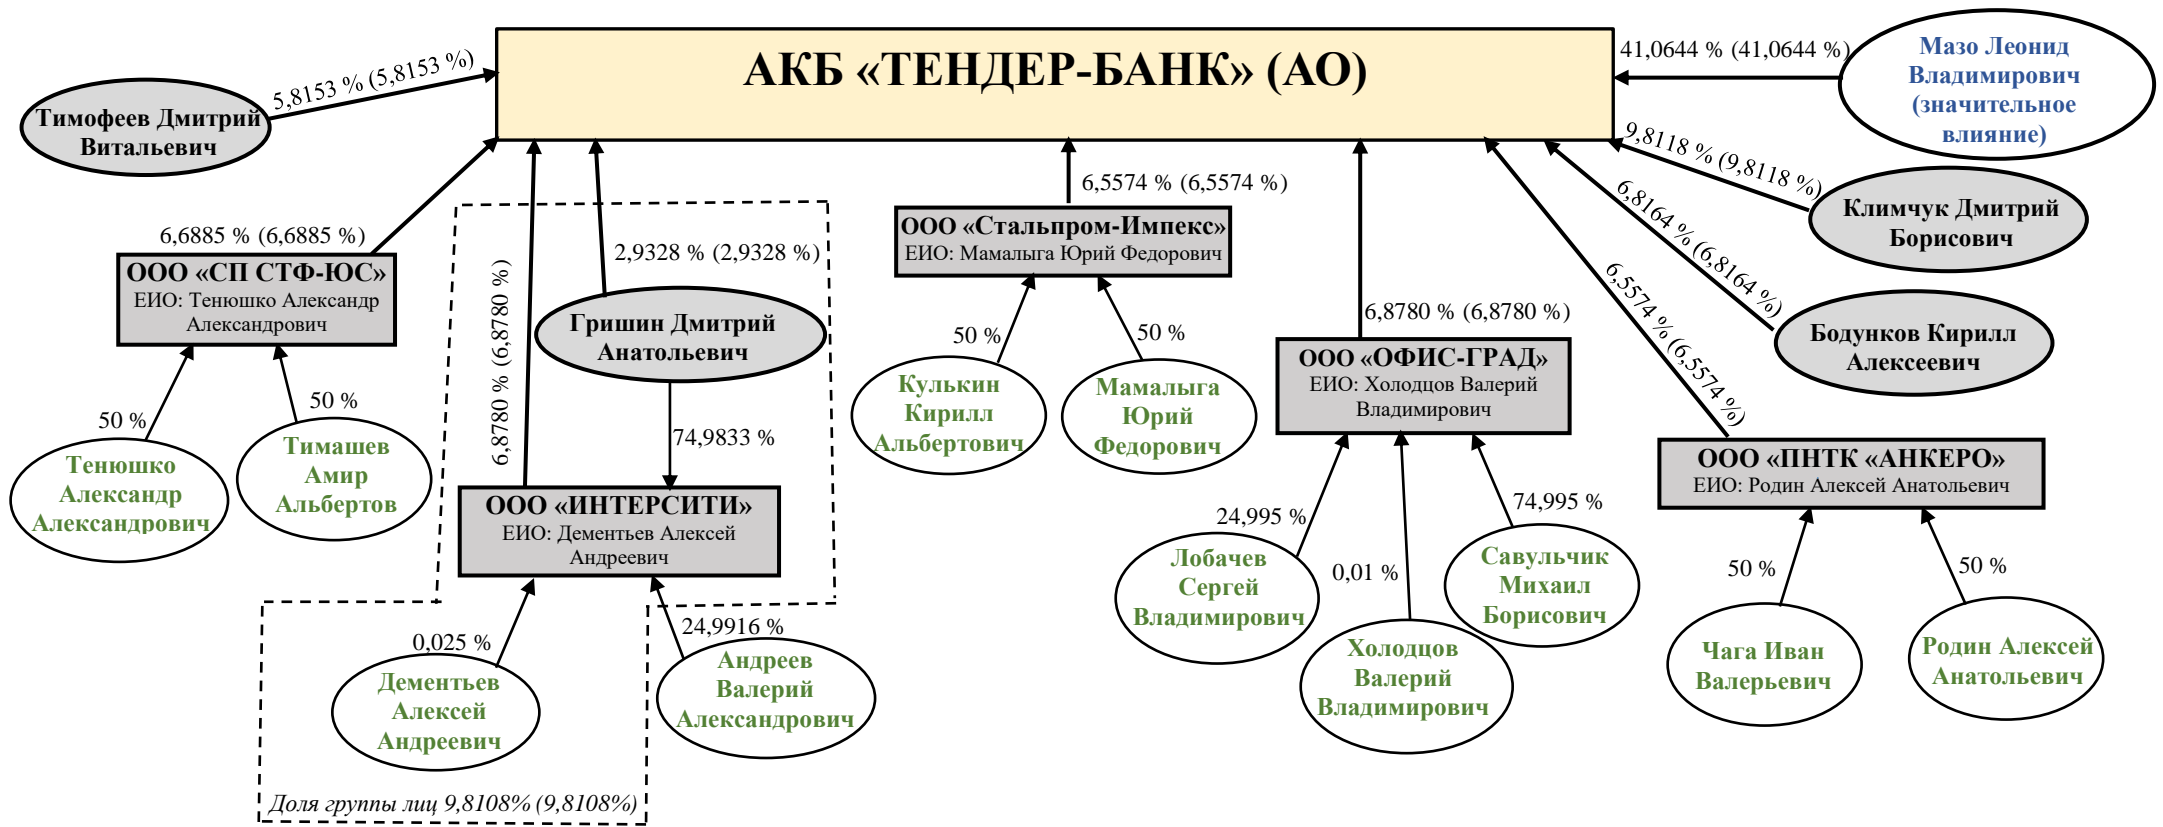 АКБ «ТЕНДЕР-БАНК» (АО)
41,0644 % (41,0644 %)
Мазо Леонид
Владимирович
(значительное
влияние)
5,8153 % (5,8153 %)
Тимофеев Дмитрий
Витальевич
9,8118 % (9,8118 %)
Климчук Дмитрий
Борисович
6,8164 % (6,8164 %)
Бодунков Кирилл
Алексеевич
6,6885 % (6,6885 %)
ООО «СП СТФ-ЮС»
ЕИО: Тенюшко Александр
Александрович
50 %
Тенюшко
Александр
Александрович
50 %
Тимашев
Амир
Альбертов
6,8780 % (6,8780 %)
2,9328 % (2,9328 %)
Гришин Дмитрий
Анатольевич
74,9833 %
ООО «ИНТЕРСИТИ»
ЕИО: Дементьев Алексей
Андреевич
0,025 %
Дементьев
Алексей
Андреевич
24,9916 %
Андреев
Валерий
Александрович
Доля группы лиц 9,8108% (9,8108%)
6,5574 % (6,5574 %)
ООО «Стальпром-Импекс»
ЕИО: Мамалыга Юрий Федорович
50 %
Кулькин
Кирилл
Альбертович
50 %
Мамалыга
Юрий
Федорович
6,8780 % (6,8780 %)
ООО «ОФИС-ГРАД»
ЕИО: Холодцов Валерий
Владимирович
24,995 %
Лобачев
Сергей
Владимирович
0,01 %
Холодцов
Валерий
Владимирович
74,995 %
Савульчик
Михаил
Борисович
6,5574 % (6,5574 %)
ООО «ПНТК «АНКЕРО»
ЕИО: Родин Алексей Анатольевич
50 %
Чага Иван
Валерьевич
50 %
Родин Алексей
Анатольевич